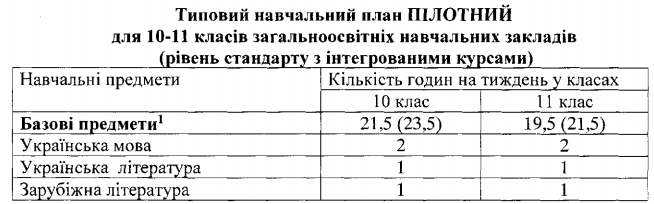 Типовий навчальний план ПІЛОТНИЙ
для 10-11 класів загальноосвітніх навчальних закладів
(рівень стандарту з інтегрованими курсами)
Навчальні предмети Кількість годин на тиждень у класах
10 клас 11 клас
Базові предмети¹ 21,5 (23,5) 19,5 (21,5)
Українська мова 2 2
Українська література 1 1
Зарубіжна література 1 1